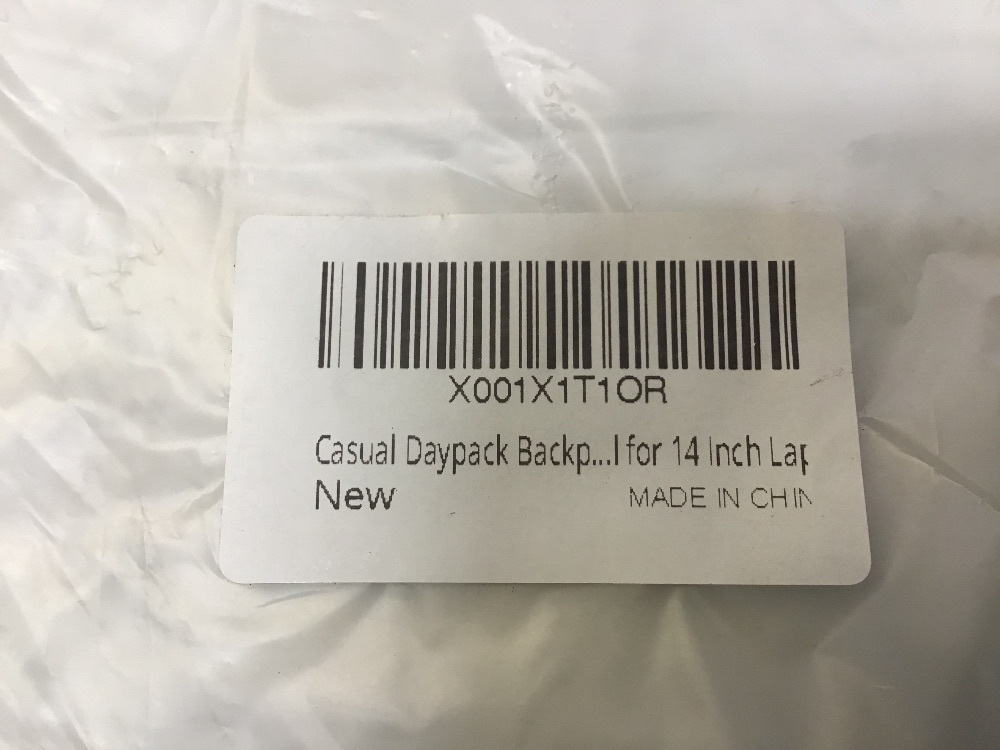 X001X1T1OR
Casual Daypack Backp...l for 14 Inch Lap
New MADE IN CHIN